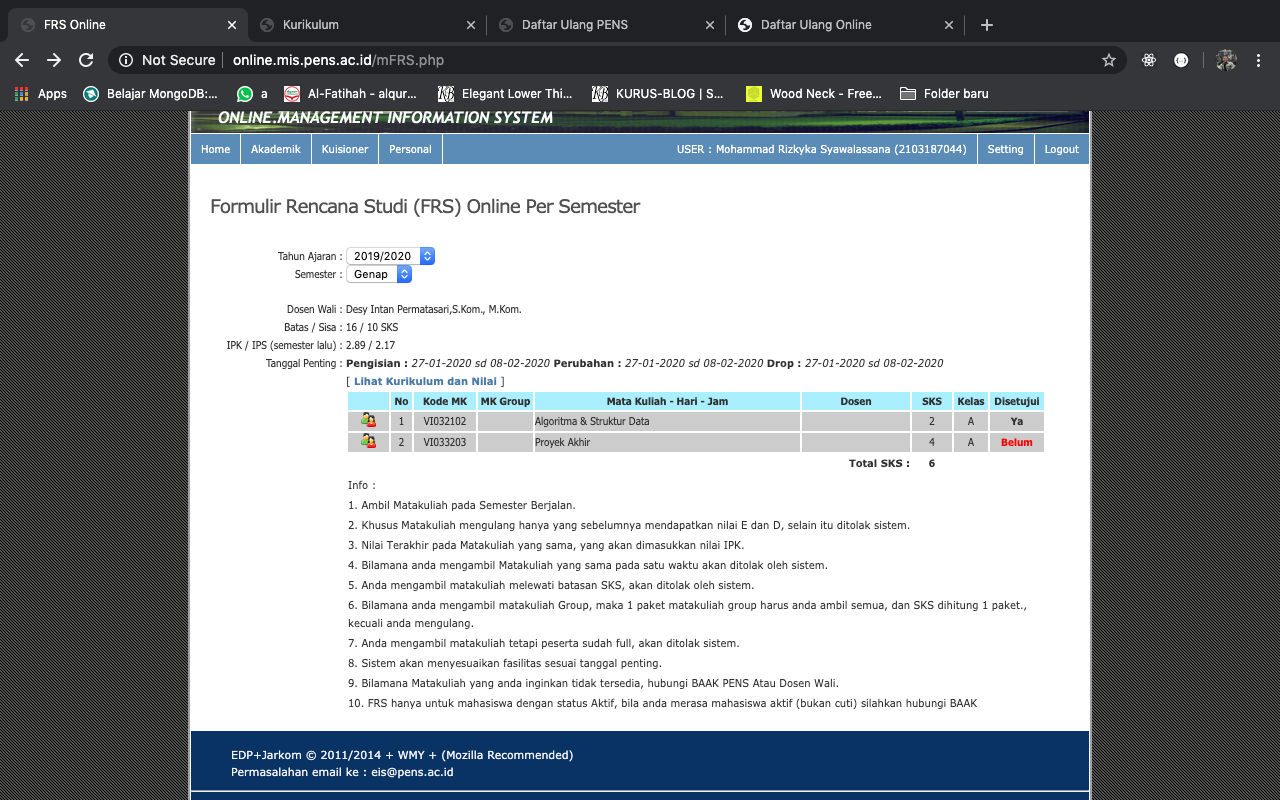 FRS Online
Kurikulum
Daftar Ulang PENS
Daftar Ulang Online
Not Secure
online.mis.pens.ac.id/mFRS.php
Apps
Belajar MongoDB:...
a
Al-Fatihah - alqur...
Elegant Lower Thi...
KURUS-BLOG | S...
Wood Neck - Free...
Folder baru
ONLINE.MANAGEMENT INFORMATION SYSTEM
Home
Akademik
Kuisioner
Personal
USER : Mohammad Rizkyka Syawalassana (2103187044)
Setting
Logout
Formulir Rencana Studi (FRS) Online Per Semester
Tahun Ajaran : 2019/2020
Semester : Genap
Dosen Wali : Desy Intan Permatasari,S.Kom., M.Kom.
Batas / Sisa : 16 / 10 SKS
IPK / IPS (semester lalu) : 2.89 / 2.17
Tanggal Penting : Pengisian : 27-01-2020 sd 08-02-2020 Perubahan : 27-01-2020 sd 08-02-2020 Drop : 27-01-2020 sd 08-02-2020
[ Lihat Kurikulum dan Nilai ]
No Kode MK MK Group Mata Kuliah - Hari - Jam Dosen SKS Kelas Disetujui
1 VI032102 Algoritma & Struktur Data 2 A Ya
2 VI033203 Proyek Akhir 4 A Belum
Total SKS : 6
Info :
1. Ambil Matakuliah pada Semester Berjalan.
2. Khusus Matakuliah mengulang hanya yang sebelumnya mendapatkan nilai E dan D, selain itu ditolak sistem.
3. Nilai Terakhir pada Matakuliah yang sama, yang akan dimasukkan nilai IPK.
4. Bilamana anda mengambil Matakuliah yang sama pada satu waktu akan ditolak oleh sistem.
5. Anda mengambil matakuliah melewati batasan SKS, akan ditolak oleh sistem.
6. Bilamana anda mengambil matakuliah Group, maka 1 paket matakuliah group harus anda ambil semua, dan SKS dihitung 1 paket.,
kecuali anda mengulang.
7. Anda mengambil matakuliah tetapi peserta sudah full, akan ditolak sistem.
8. Sistem akan menyesuaikan fasilitas sesuai tanggal penting.
9. Bilamana Matakuliah yang anda inginkan tidak tersedia, hubungi BAAK PENS Atau Dosen Wali.
10. FRS hanya untuk mahasiswa dengan status Aktif, bila anda merasa mahasiswa aktif (bukan cuti) silahkan hubungi BAAK
EDP+Jarkom © 2011/2014 + WMY + (Mozilla Recommended)
Permasalahan email ke : eis@pens.ac.id